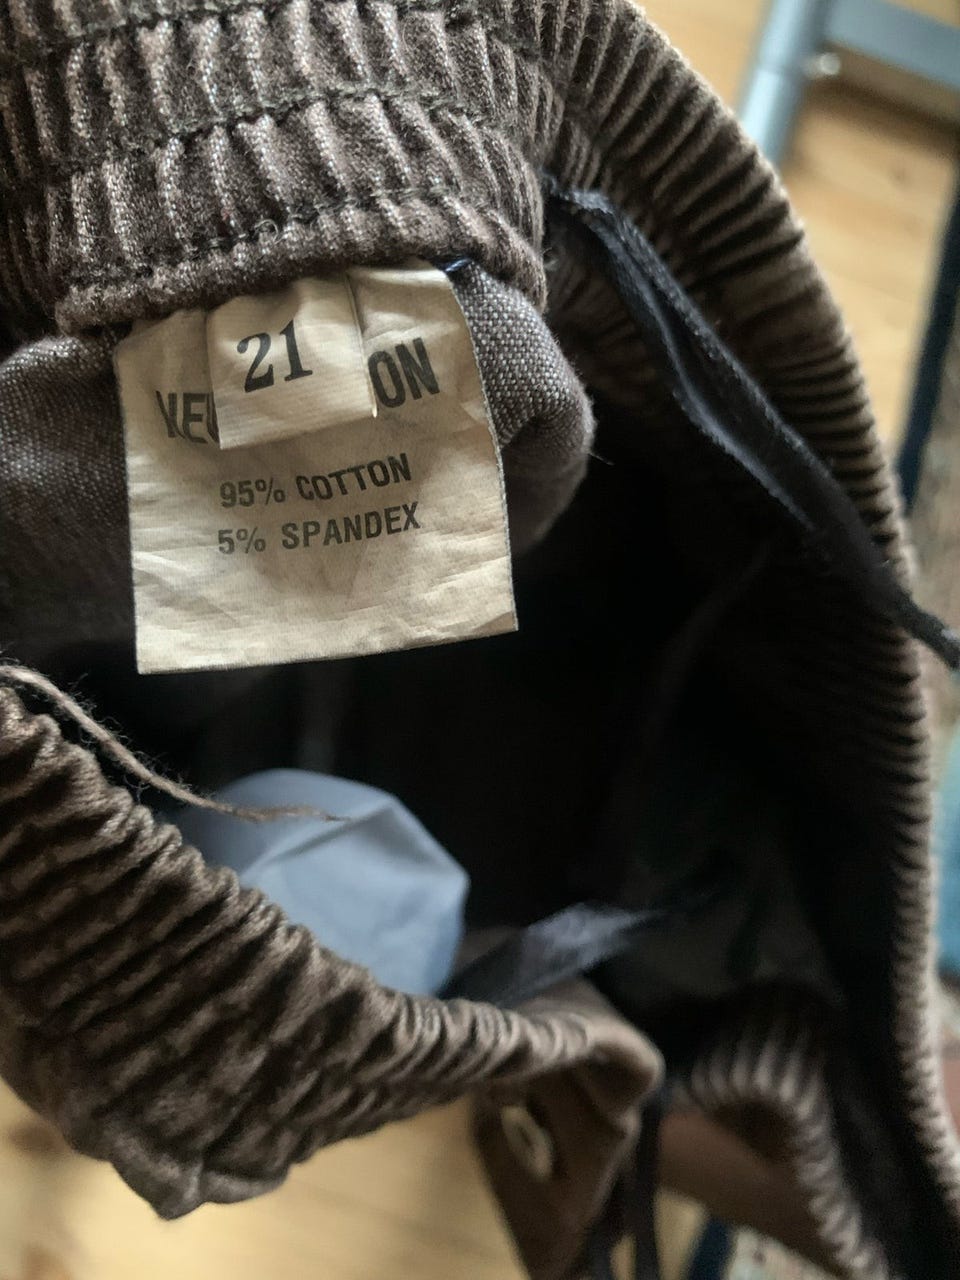 21
95% COTTON
5% SPANDEX